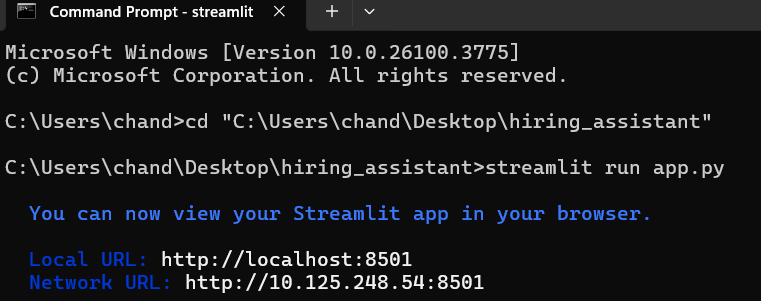 Command Prompt - streamlit
Microsoft Windows [Version 10.0.26100.3775]
(c) Microsoft Corporation. All rights reserved.
C:\Users\chand>cd "C:\Users\chand\Desktop\hiring_assistant"
C:\Users\chand\Desktop\hiring_assistant>streamlit run app.py
You can now view your Streamlit app in your browser.
Local URL: http://localhost:8501
Network URL: http://10.125.248.54:8501